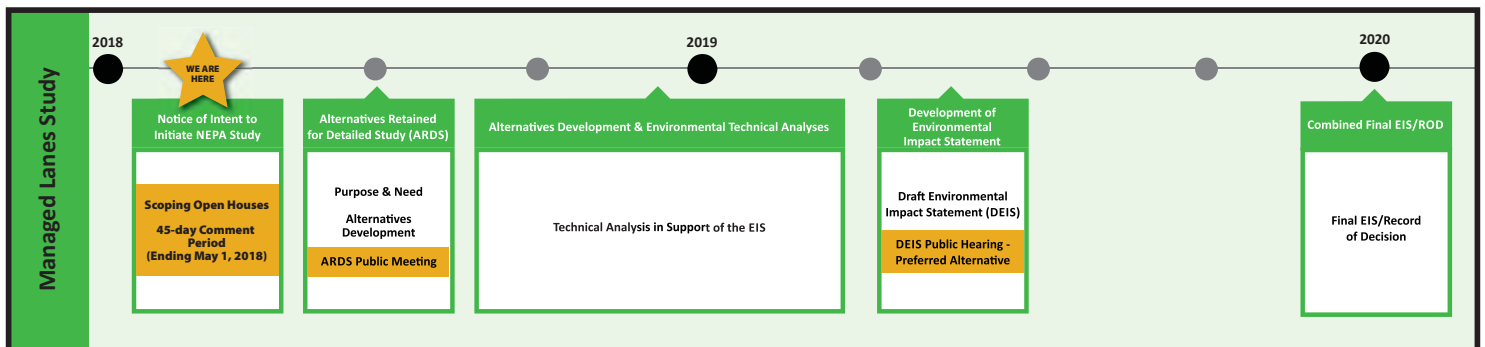 Managed Lanes Study
2018
2019
2020
WE ARE
HERE
Notice of Intent to
Initiate NEPA Study
Scoping Open Houses
45-day Comment
Period
(Ending May 1, 2018)
Alternatives Retained
for Detailed Study (ARDS)
Purpose & Need
Alternatives
Development
ARDS Public Meeting
Alternatives Development & Environmental Technical Analyses
Technical Analysis in Support of the EIS
Development of
Environmental
Impact Statement
Draft Environmental
Impact Statement (DEIS)
DEIS Public Hearing -
Preferred Alternative
Combined Final EIS/ROD
Final EIS/Record
of Decision